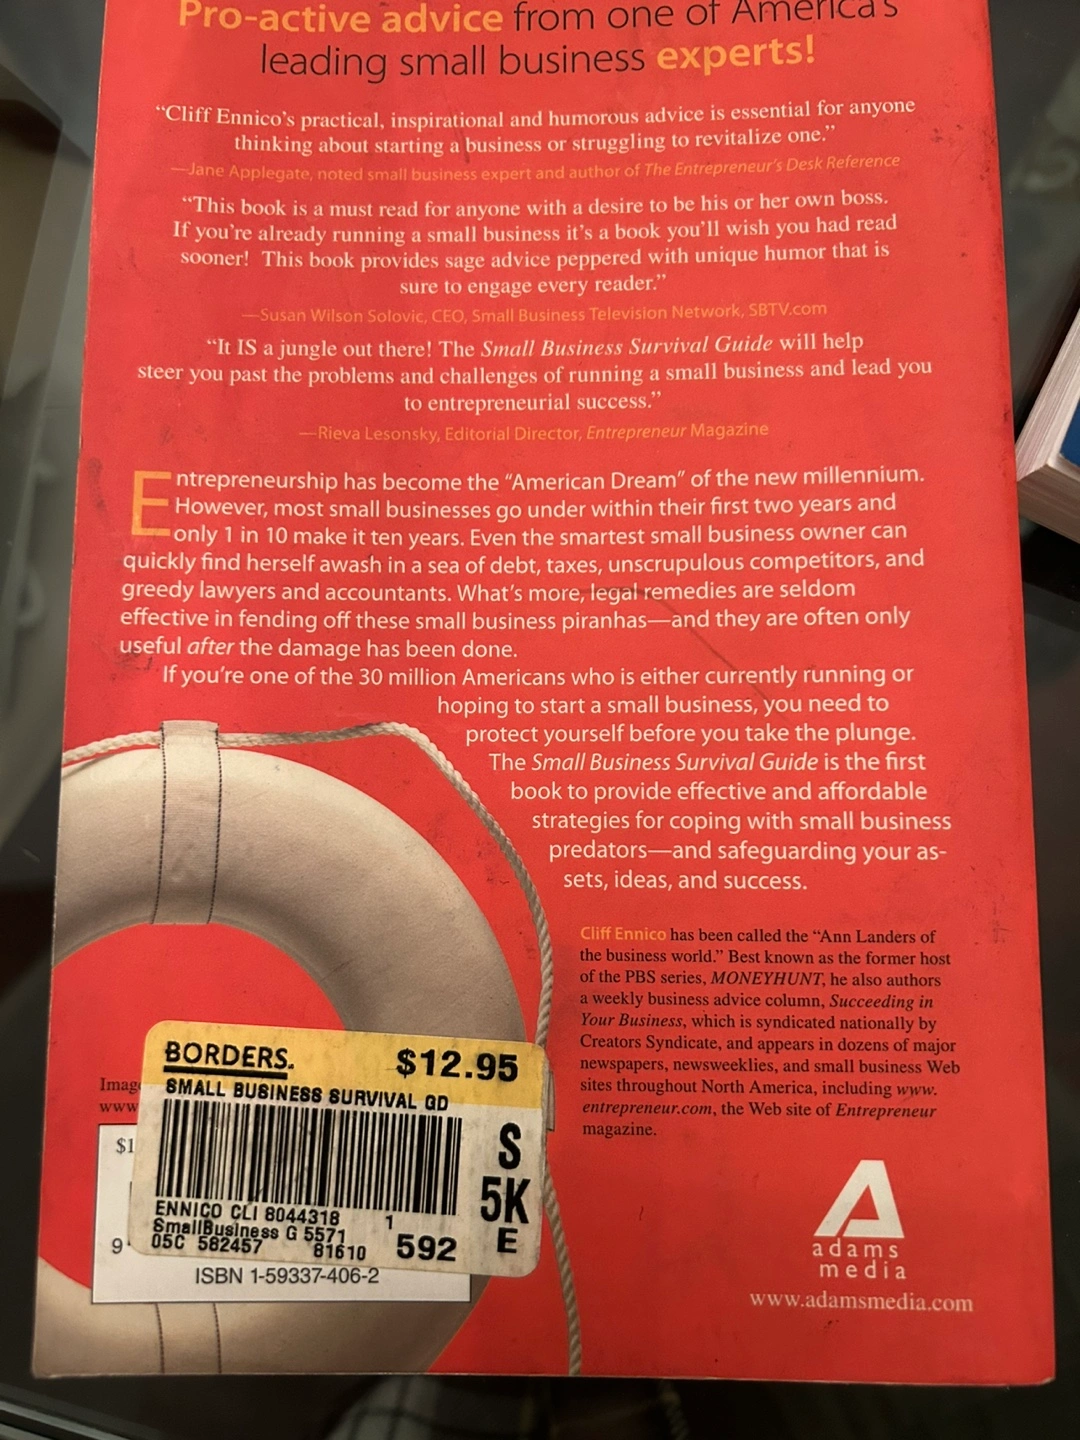 Pro-active advice from one of America's
leading small business experts!
“Cliff Ennico's practical, inspirational and humorous advice is essential for anyone
thinking about starting a business or struggling to revitalize one.”
—Jane Applegate, noted small business expert and author of The Entrepreneur's Desk Reference
“This book is a must read for anyone with a desire to be his or her own boss.
If you're already running a small business it's a book you'll wish you had read
sooner! This book provides sage advice peppered with unique humor that is
sure to engage every reader.”
—Susan Wilson Solovic, CEO, Small Business Television Network, SBTV.com
“It IS a jungle out there! The Small Business Survival Guide will help
steer you past the problems and challenges of running a small business and lead you
to entrepreneurial success.”
—Rieva Lesonsky, Editorial Director, Entrepreneur Magazine
Entrepreneurship has become the “American Dream” of the new millennium.
However, most small businesses go under within their first two years and
only 1 in 10 make it ten years. Even the smartest small business owner can
quickly find herself awash in a sea of debt, taxes, unscrupulous competitors, and
greedy lawyers and accountants. What's more, legal remedies are seldom
effective in fending off these small business piranhas—and they are often only
useful after the damage has been done.
If you're one of the 30 million Americans who is either currently running or
hoping to start a small business, you need to
protect yourself before you take the plunge.
The Small Business Survival Guide is the first
book to provide effective and affordable
strategies for coping with small business
predators—and safeguarding your as-
sets, ideas, and success.
Cliff Ennico has been called the “Ann Landers of
the business world.” Best known as the former host
of the PBS series, MONEYHUNT, he also authors
a weekly business advice column, Succeeding in
Your Business, which is syndicated nationally by
Creators Syndicate, and appears in dozens of major
newspapers, newsweeklies, and small business Web
sites throughout North America, including www.
entrepreneur.com, the Web site of Entrepreneur
magazine.
Imag
www
$1
9
BORDERS. $12.95
SMALL BUSINESS SURVIVAL GD
S
5K
E
ENNICO CLI 8044318 1
SmallBusiness G 5571
05C 582457 81610 592
ISBN 1-59337-406-2
A
adams
media
www.adamsmedia.com